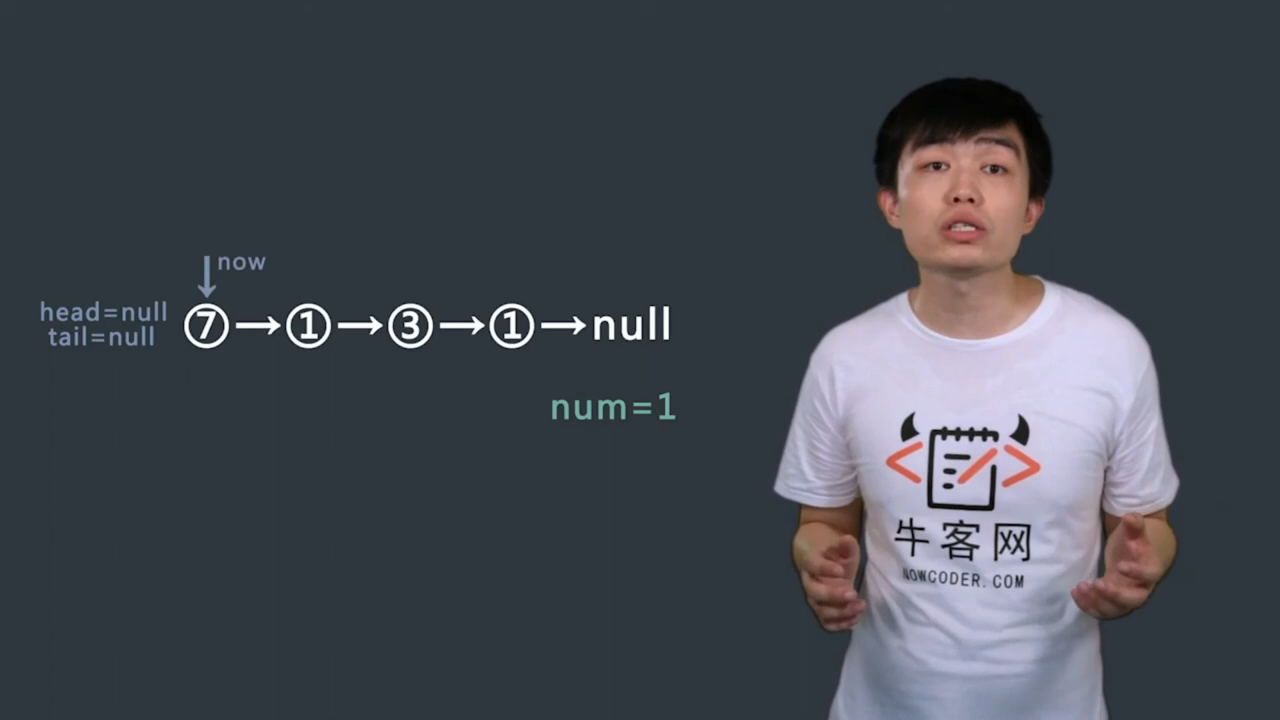 now
head=null
tail=null
7→1→3→1→null
num=1
牛客网
NOWCODER.COM